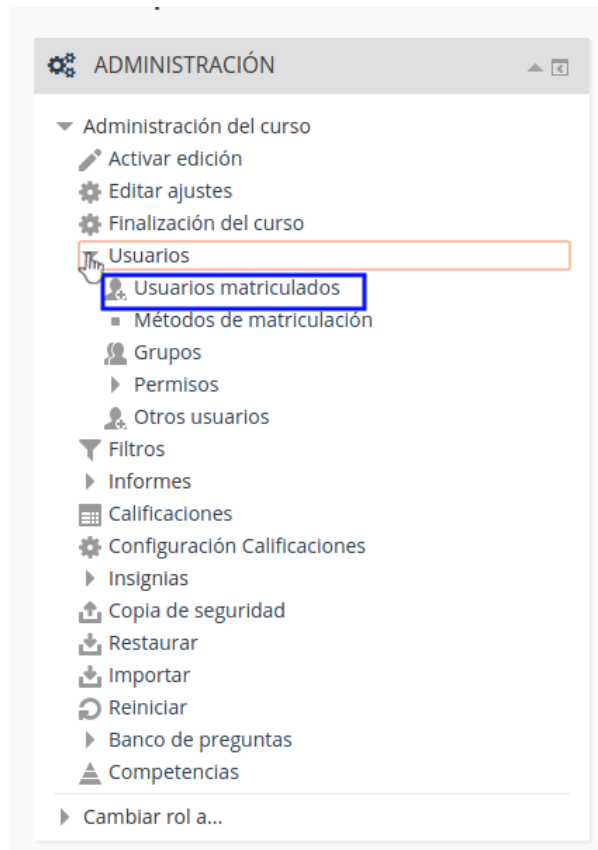 ADMINISTRACIÓN
Administración del curso
Activar edición
Editar ajustes
Finalización del curso
Usuarios
Usuarios matriculados
Métodos de matriculación
Grupos
Permisos
Otros usuarios
Filtros
Informes
Calificaciones
Configuración Calificaciones
Insignias
Copia de seguridad
Restaurar
Importar
Reiniciar
Banco de preguntas
Competencias
Cambiar rol a...